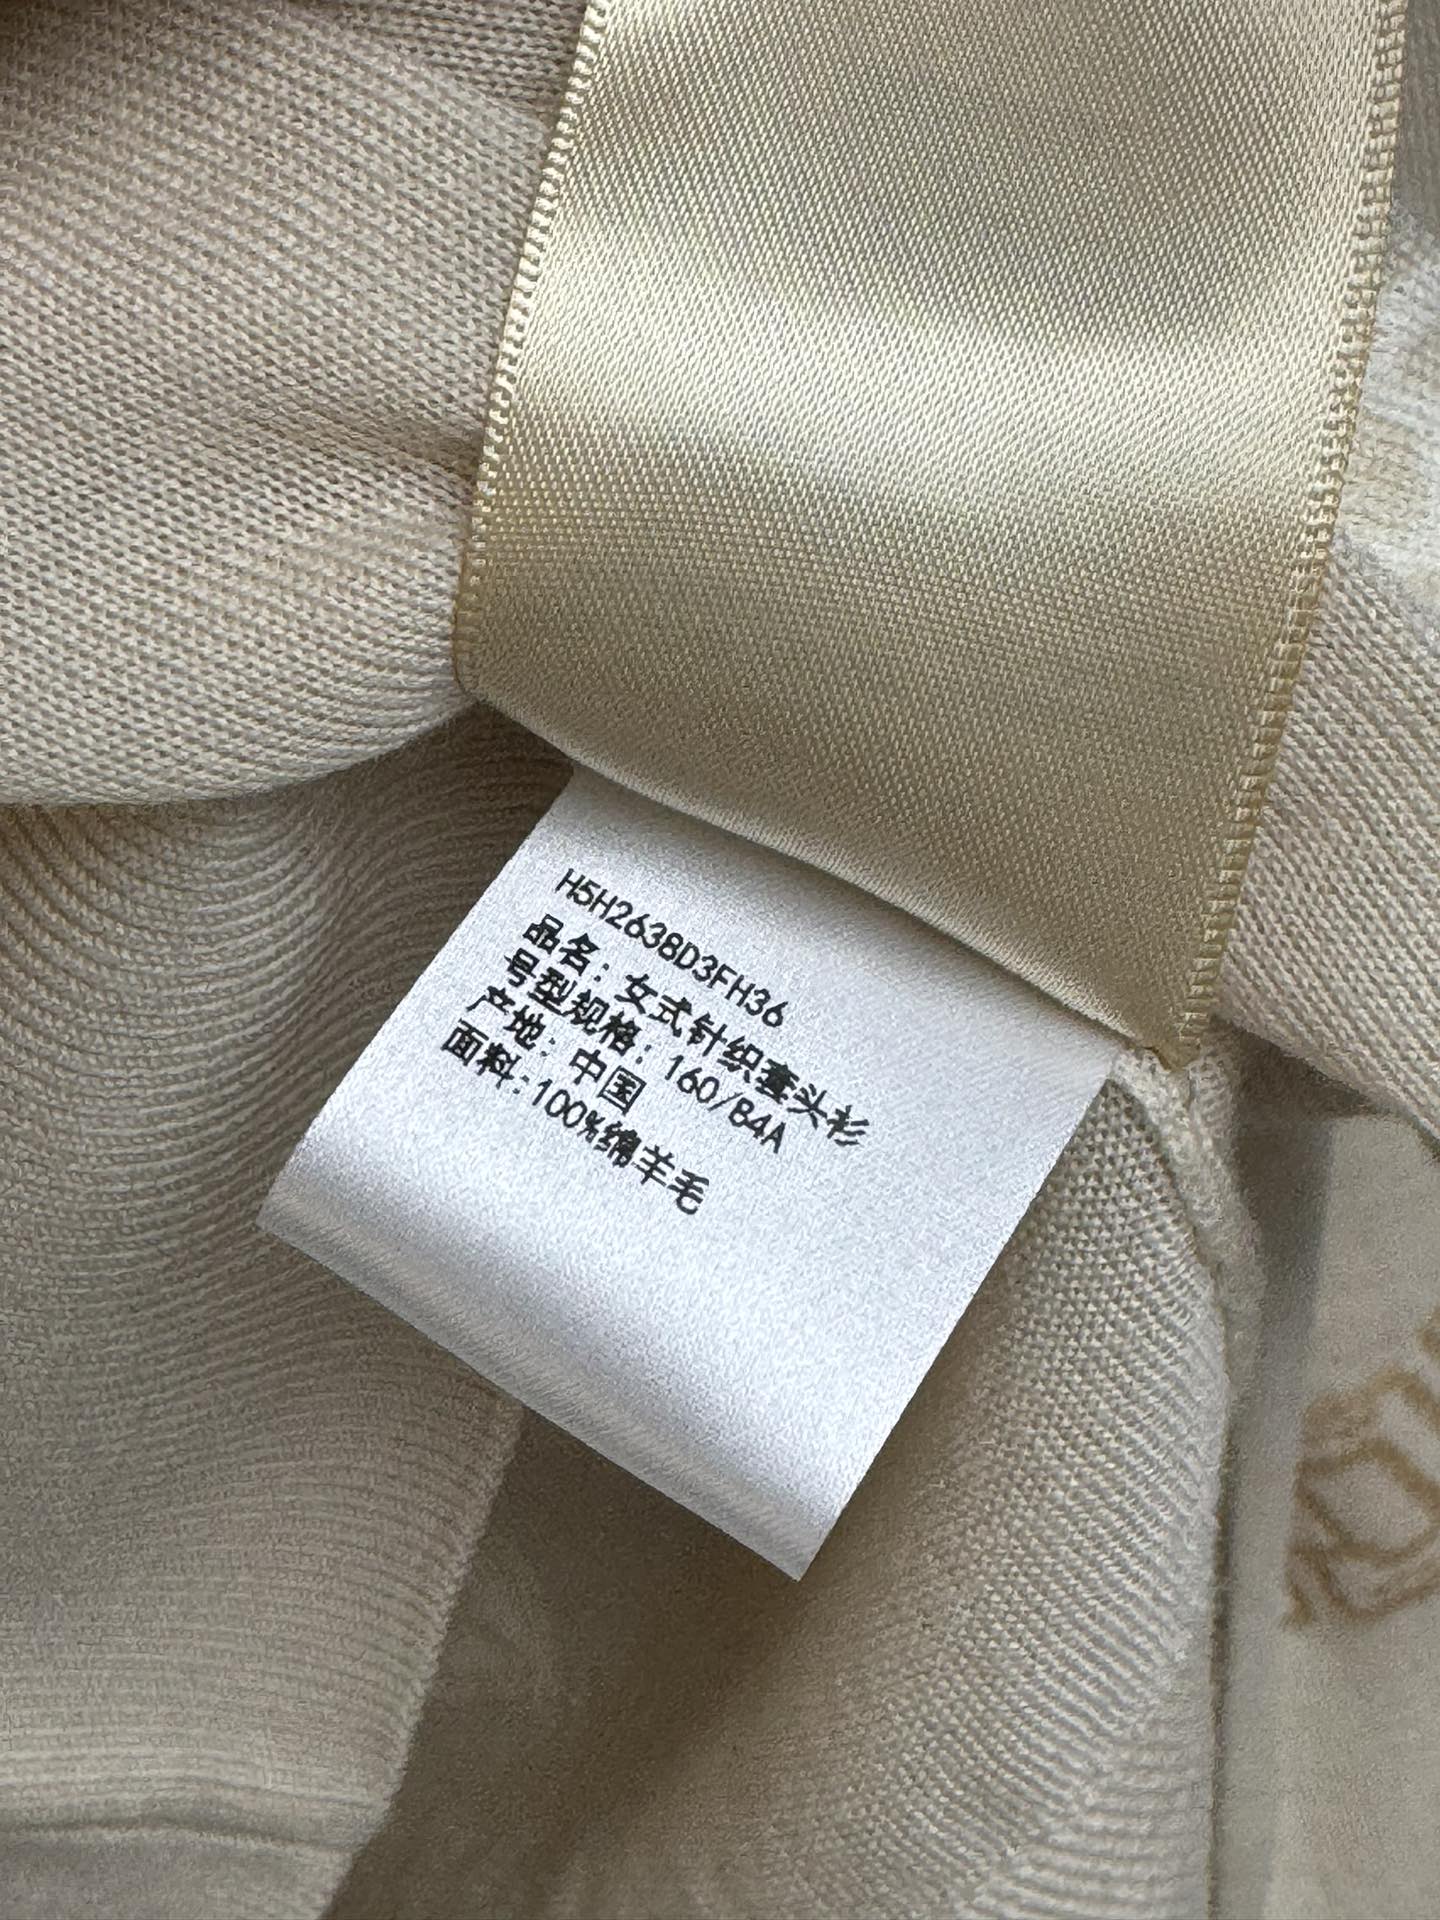 H5H2638D3FH36
品名：女式针织套头衫
号型规格：160/84A
产地：中国
面料：100%绵羊毛